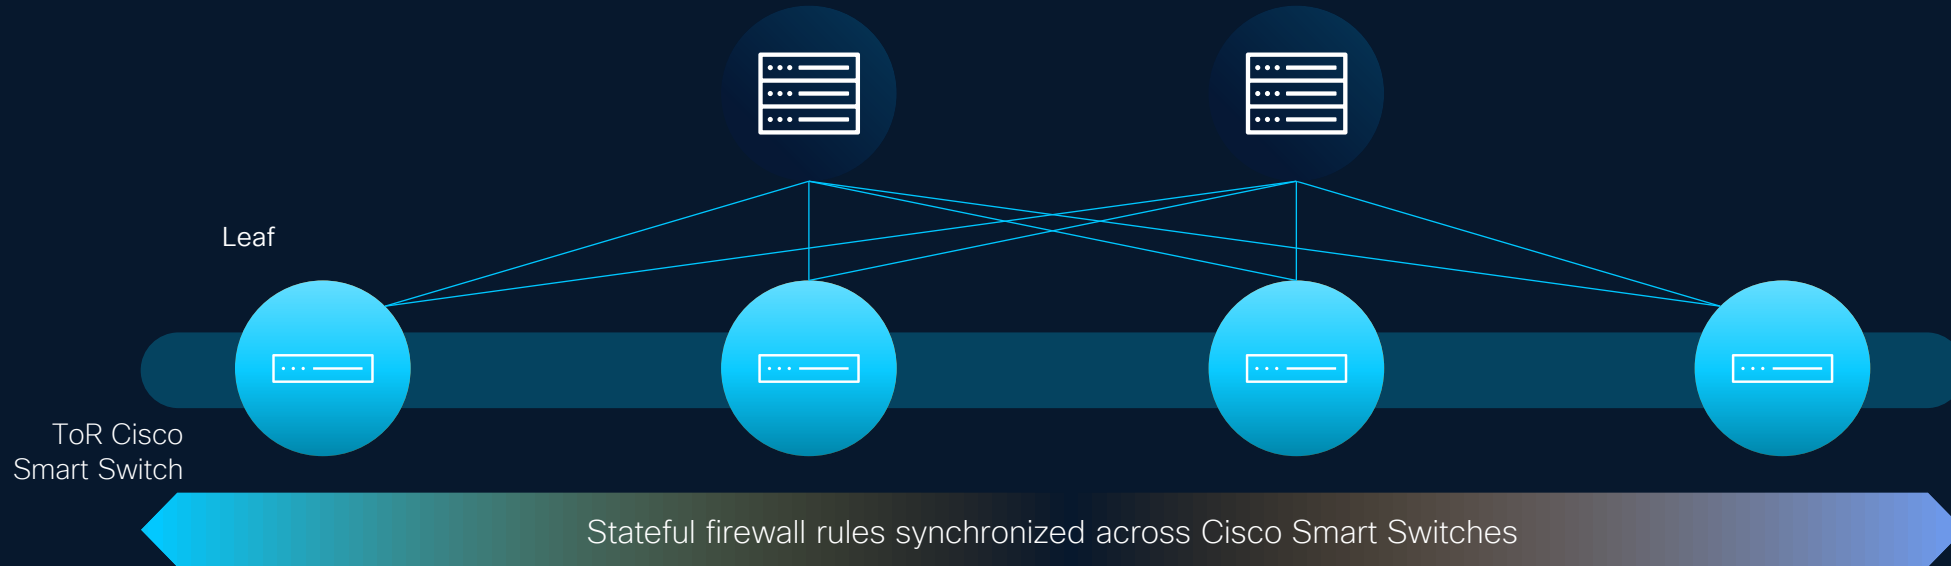 Leaf
ToR Cisco
Smart Switch
Stateful firewall rules synchronized across Cisco Smart Switches